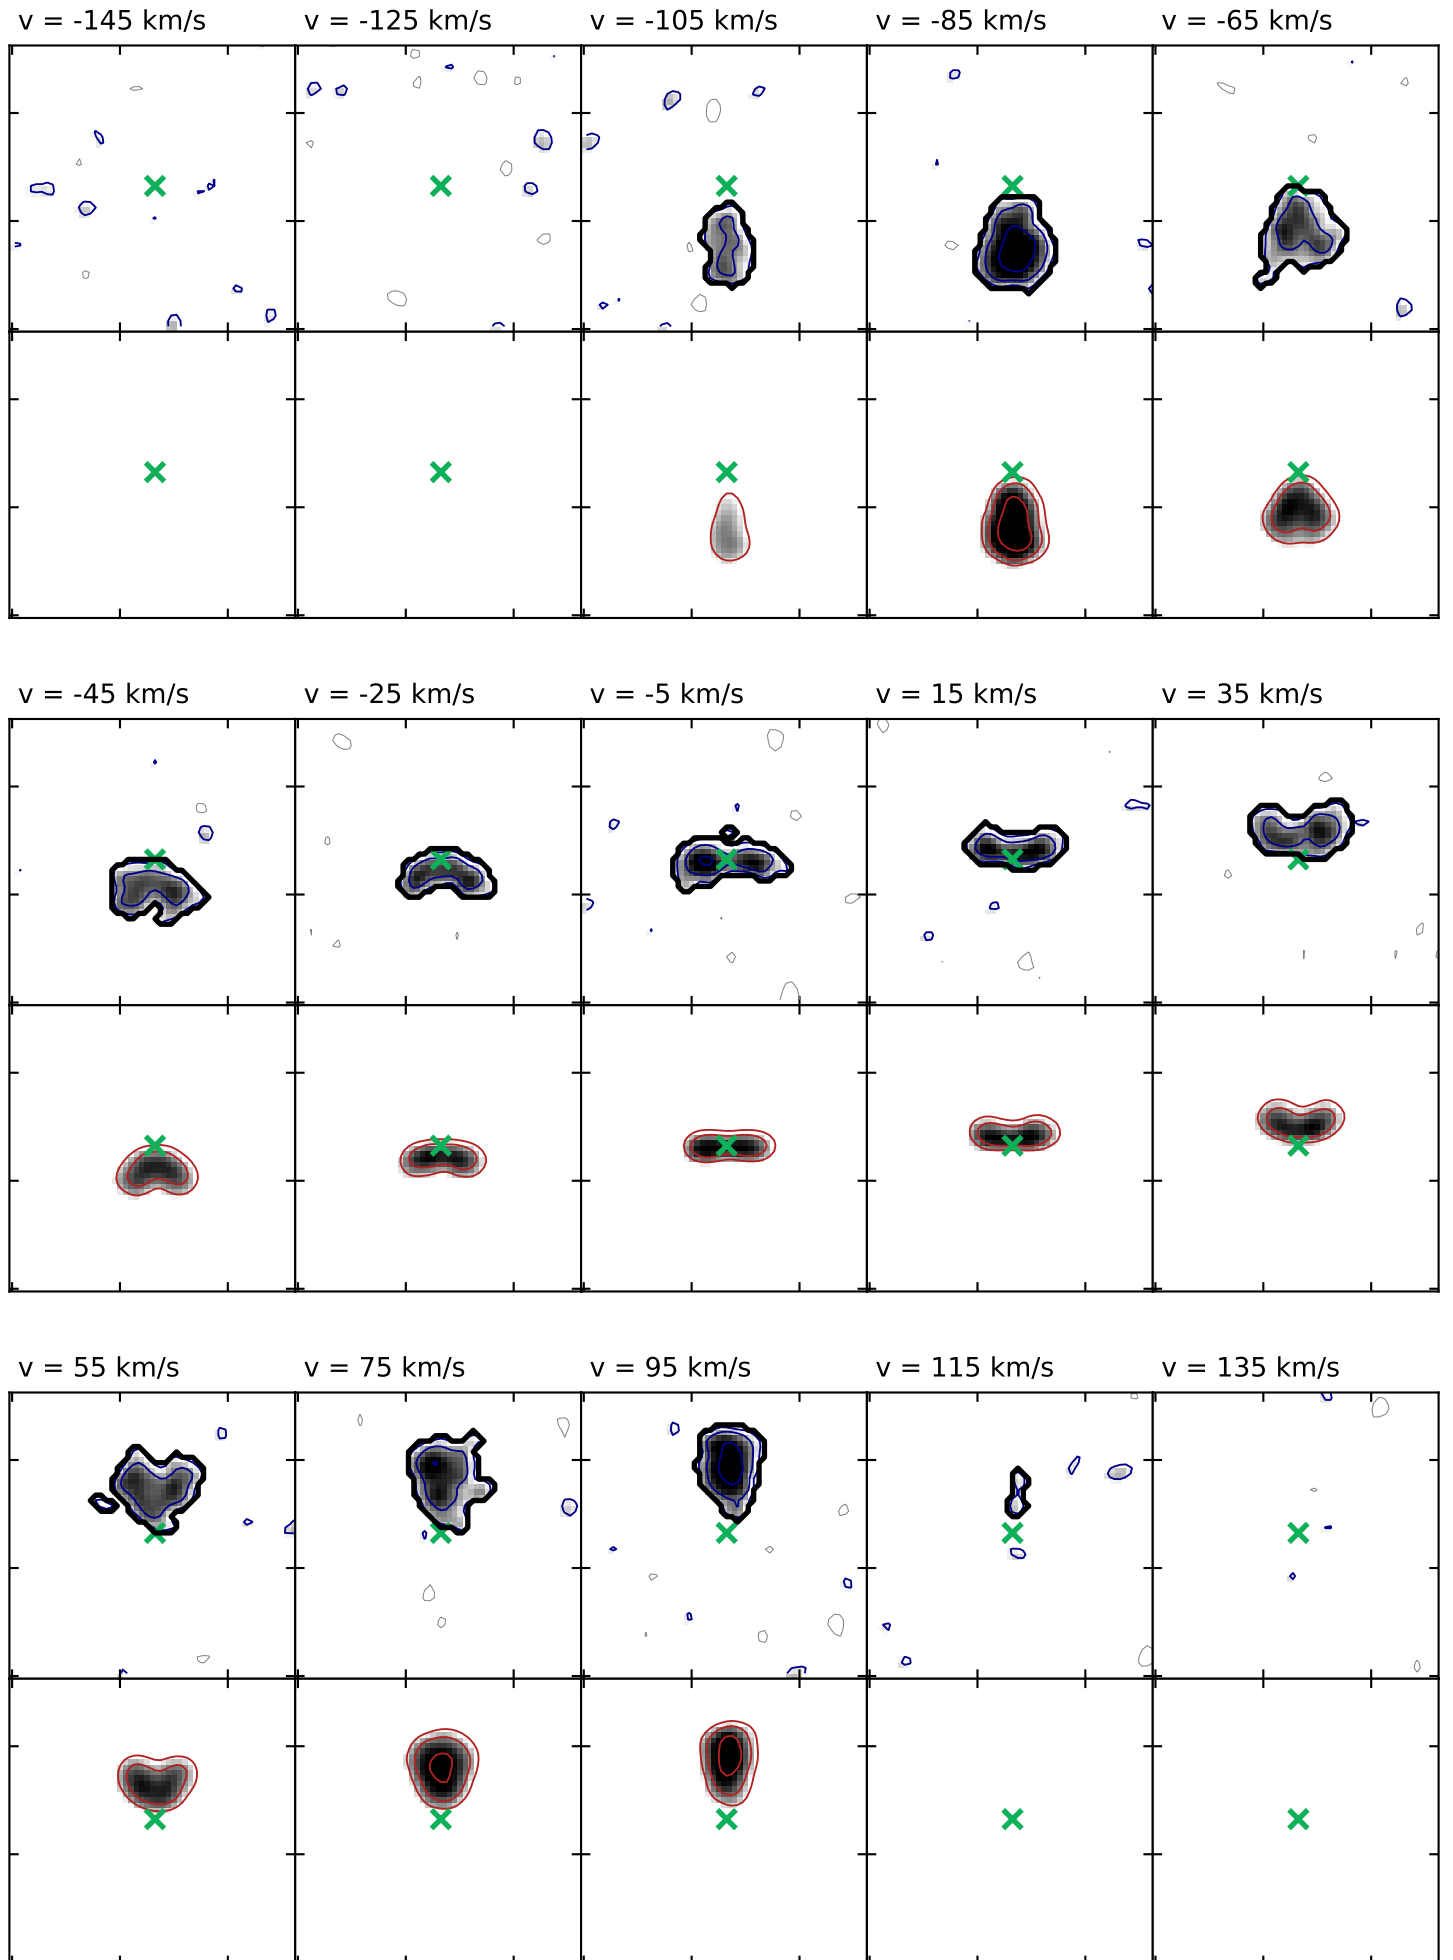 v = -145 km/s v = -125 km/s v = -105 km/s v = -85 km/s v = -65 km/s
v = -45 km/s v = -25 km/s v = -5 km/s v = 15 km/s v = 35 km/s
v = 55 km/s v = 75 km/s v = 95 km/s v = 115 km/s v = 135 km/s